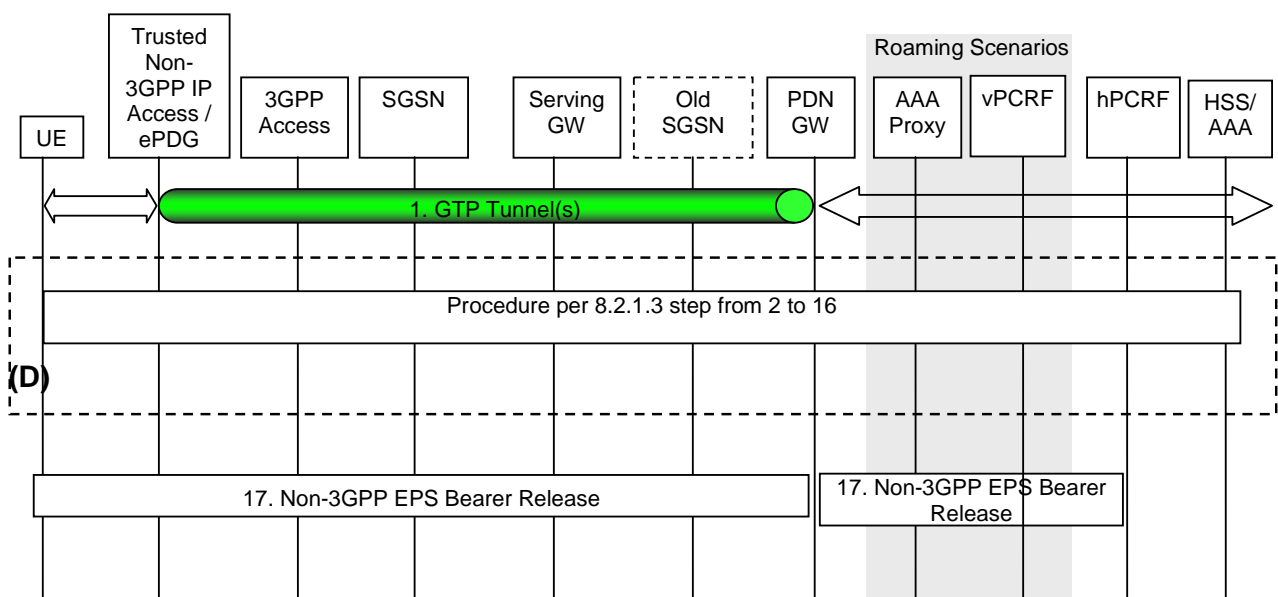 Roaming Scenarios
UE
Trusted
Non-
3GPP IP
Access /
ePDG
3GPP
Access
SGSN
Serving
GW
Old
SGSN
PDN
GW
AAA
Proxy
vPCRF
hPCRF
HSS/
AAA
1. GTP Tunnel(s)
Procedure per 8.2.1.3 step from 2 to 16
(D)
17. Non-3GPP EPS Bearer Release
17. Non-3GPP EPS Bearer
Release